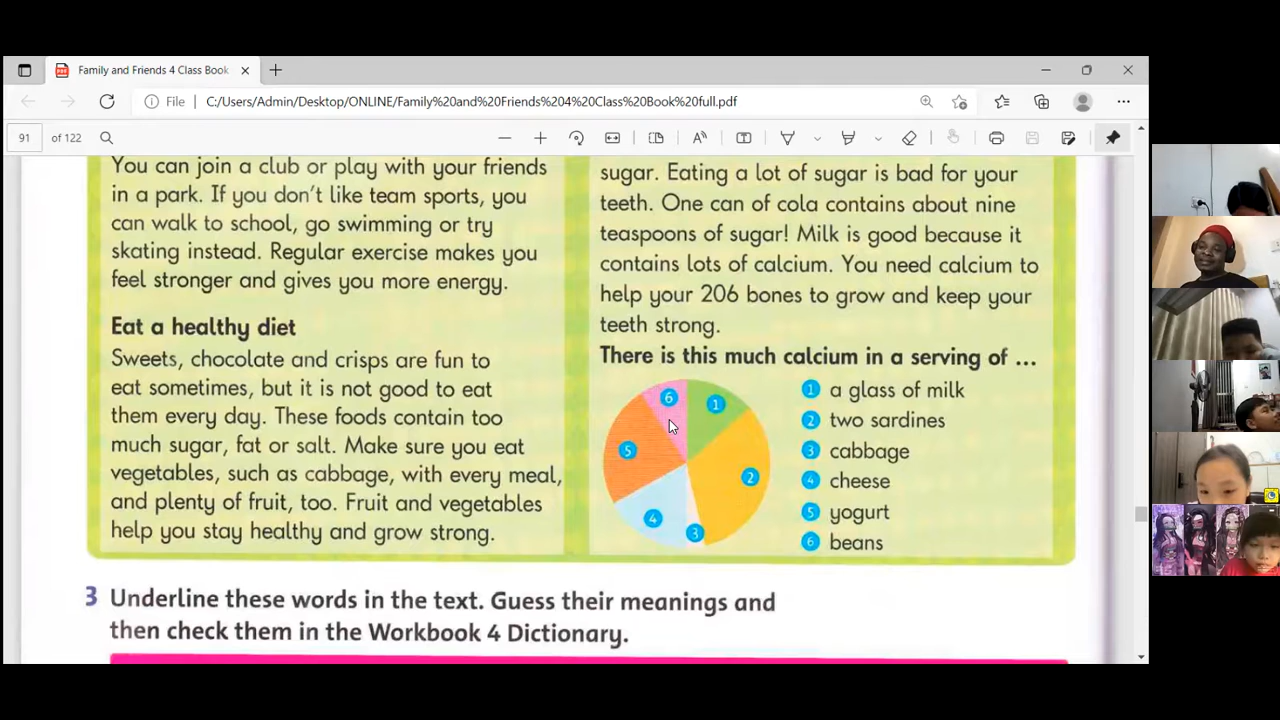 Family and Friends 4 Class Book
File
C:/Users/Admin/Desktop/ONLINE/Family%20and%20Friends%204%20Class%20Book%20full.pdf
91 of 122
You can join a club or play with your friends
in a park. If you don't like team sports, you
can walk to school, go swimming or try
skating instead. Regular exercise makes you
feel stronger and gives you more energy.
Eat a healthy diet
Sweets, chocolate and crisps are fun to
eat sometimes, but it is not good to eat
them every day. These foods contain too
much sugar, fat or salt. Make sure you eat
vegetables, such as cabbage, with every meal,
and plenty of fruit, too. Fruit and vegetables
help you stay healthy and grow strong.
sugar. Eating a lot of sugar is bad for your
teeth. One can of cola contains about nine
teaspoons of sugar! Milk is good because it
contains lots of calcium. You need calcium to
help your 206 bones to grow and keep your
teeth strong.
There is this much calcium in a serving of ...
6
1
5
2
4
3
1 a glass of milk
2 two sardines
3 cabbage
4 cheese
5 yogurt
6 beans
3 Underline these words in the text. Guess their meanings and
then check them in the Workbook 4 Dictionary.